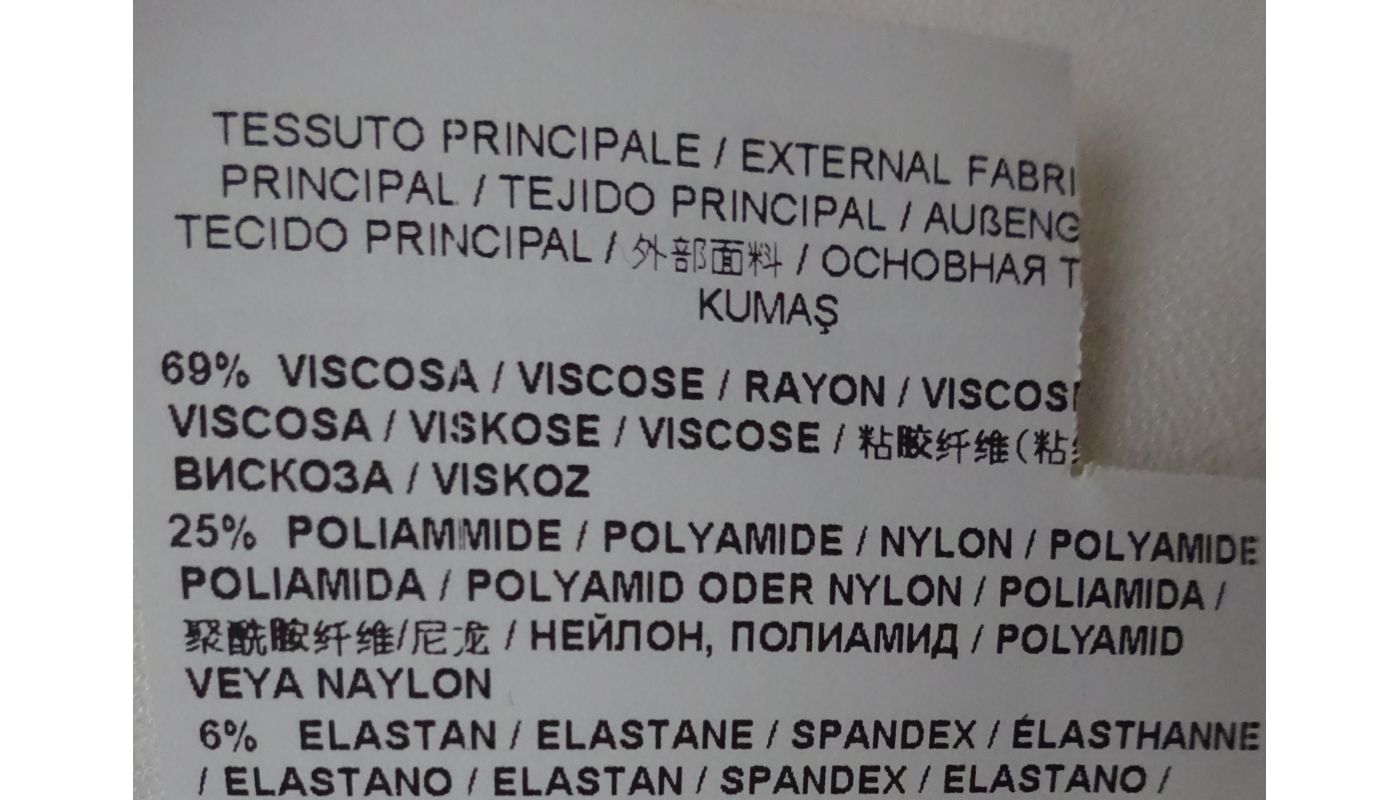 TESSUTO PRINCIPALE / EXTERNAL
PRINCIPAL / TEJIDO PRINCIPAL /
TECIDO PRINCIPAL / 外部面料 / ОСНОВНАЯ
KUMAŞ
69% VISCOSA / VISCOSE / RAYON /
VISCOSA / VISKOSE / VISCOSE / 粘胶纤维(粘
ВИСКОЗА / VISKOZ
25% POLIAMMIDE / POLYAMIDE / NYLON / POLYAMIDE
POLIAMIDA / POLYAMID ODER NYLON / POLIAMIDA /
聚酰胺纤维/尼龙 / НЕЙЛОН, ПОЛИАМИД / POLYAMID
VEYA NAYLON
6% ELASTAN / ELASTANE / SPANDEX / ÉLASTHANNE
/ ELASTANO / ELASTAN / SPANDEX / ELASTANO /